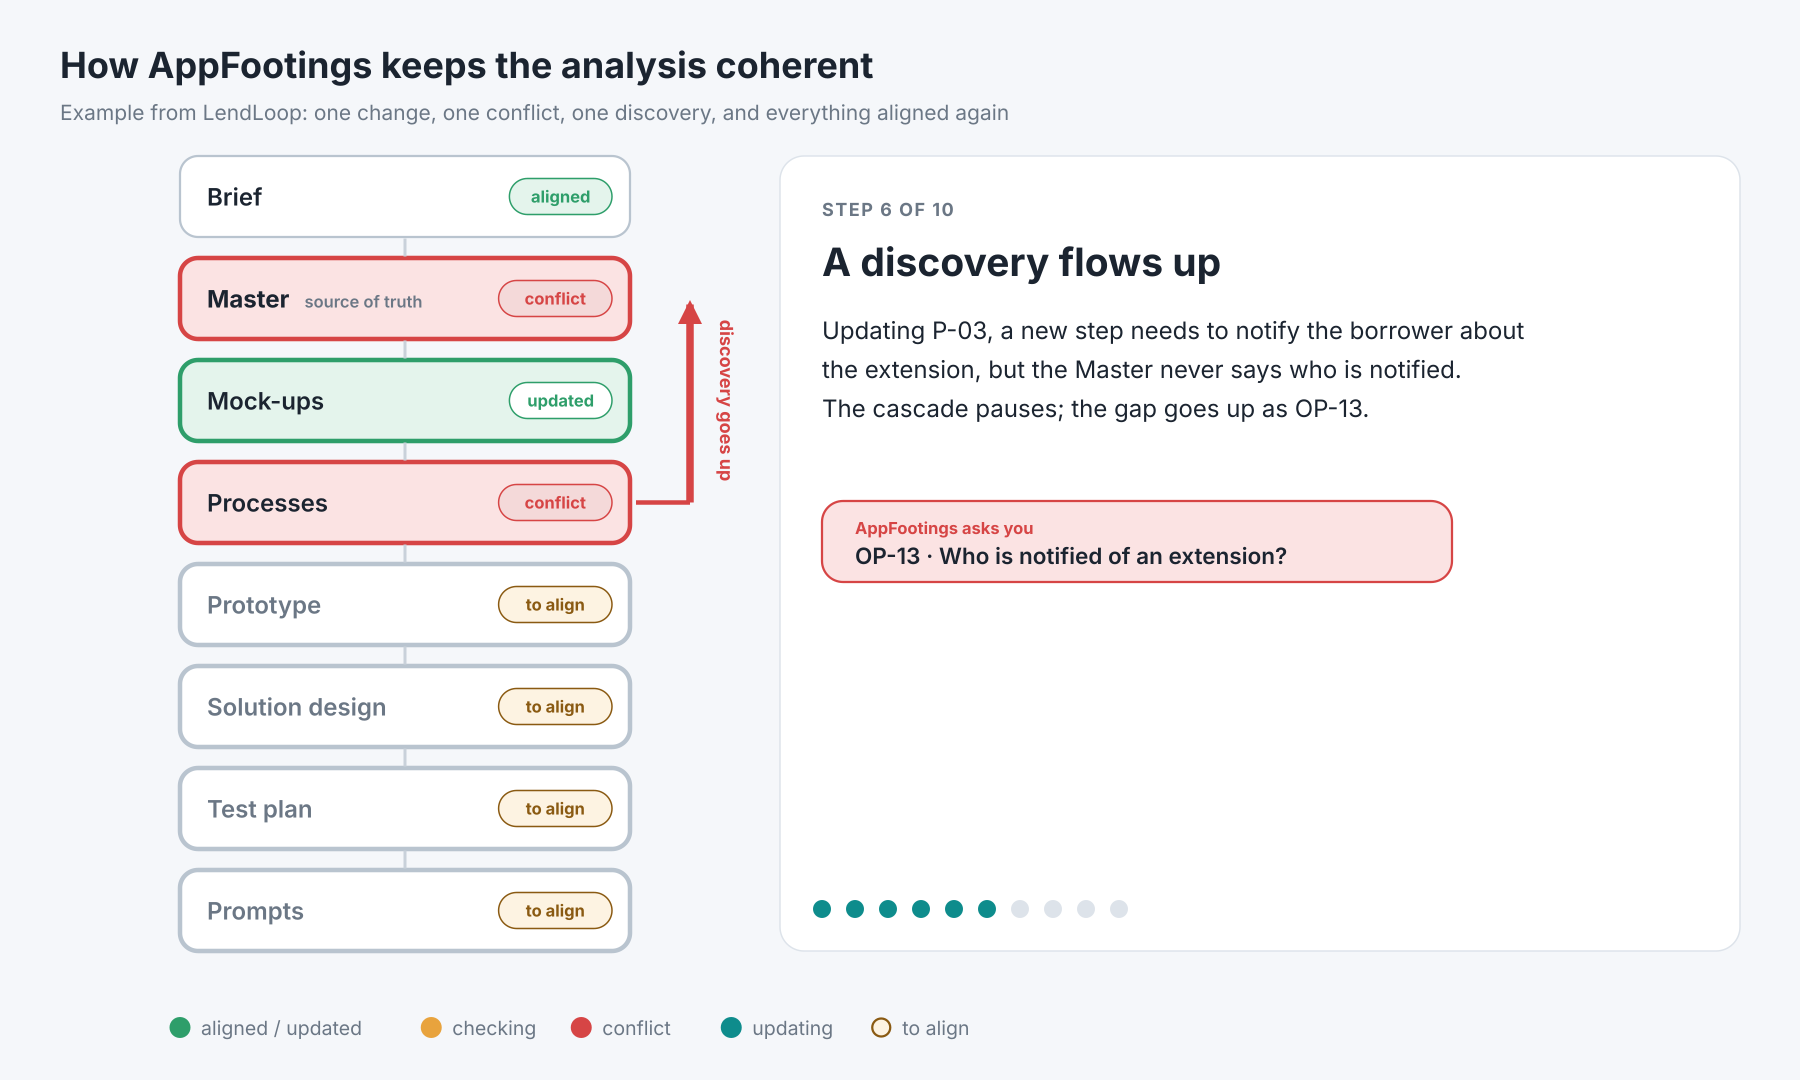 How AppFootings keeps the analysis coherent
Example from LendLoop: one change, one conflict, one discovery, and everything aligned again
Brief
aligned
Master source of truth
conflict
Mock-ups
updated
Processes
conflict
Prototype
to align
Solution design
to align
Test plan
to align
Prompts
to align
discovery goes up
STEP 6 OF 10
A discovery flows up
Updating P-03, a new step needs to notify the borrower about
the extension, but the Master never says who is notified.
The cascade pauses; the gap goes up as OP-13.
AppFootings asks you
OP-13 · Who is notified of an extension?
aligned / updated
checking
conflict
updating
to align